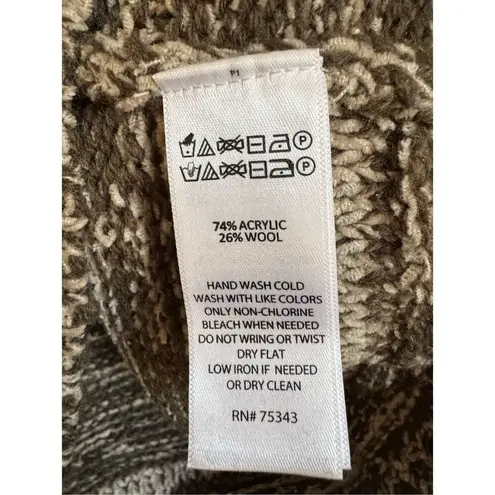 74% ACRYLIC
26% WOOL
HAND WASH COLD
WASH WITH LIKE COLORS
ONLY NON-CHLORINE
BLEACH WHEN NEEDED
DO NOT WRING OR TWIST
DRY FLAT
LOW IRON IF NEEDED
OR DRY CLEAN
RN# 75343